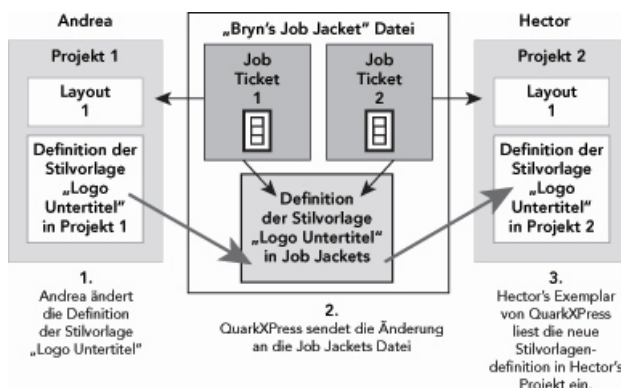 Andrea
Projekt 1
Layout
1
Definition der
Stilvorlage
„Logo
Untertitel“
in Projekt 1
1.
Andrea ändert
die Definition
der Stilvorlage
„Logo Untertitel“
„Bryn's Job Jacket“ Datei
Job
Ticket
1
Job
Ticket
2
Definition
der Stilvorlage
„Logo Untertitel“
in Job Jackets
2.
QuarkXPress sendet die Änderung
an die Job Jackets Datei
Hector
Projekt 2
Layout
1
Definition der
Stilvorlage
„Logo
Untertitel“
in Projekt 2
3.
Hector's Exemplar
von QuarkXPress
liest die neue
Stilvorlagen-
definition in Hector's
Projekt ein.